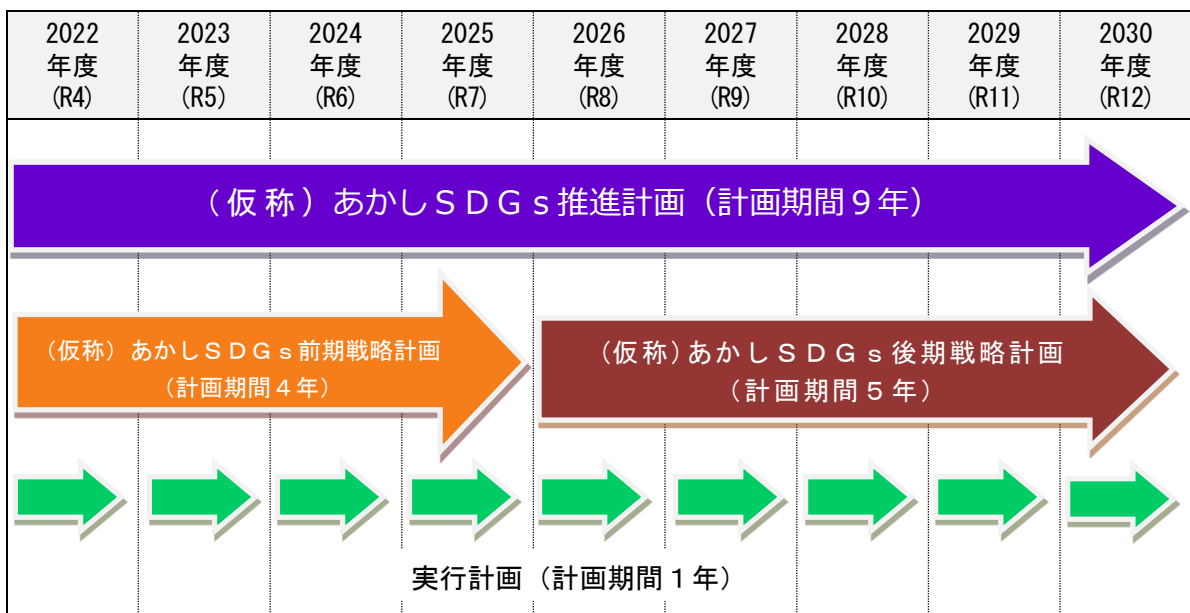 2022
年度
(R4)
2023
年度
(R5)
2024
年度
(R6)
2025
年度
(R7)
2026
年度
(R8)
2027
年度
(R9)
2028
年度
(R10)
2029
年度
(R11)
2030
年度
(R12)
（仮称）あかしＳＤＧｓ推進計画（計画期間９年）
（仮称）あかしＳＤＧｓ前期戦略計画
（計画期間４年）
（仮称）あかしＳＤＧｓ後期戦略計画
（計画期間５年）
実行計画（計画期間１年）